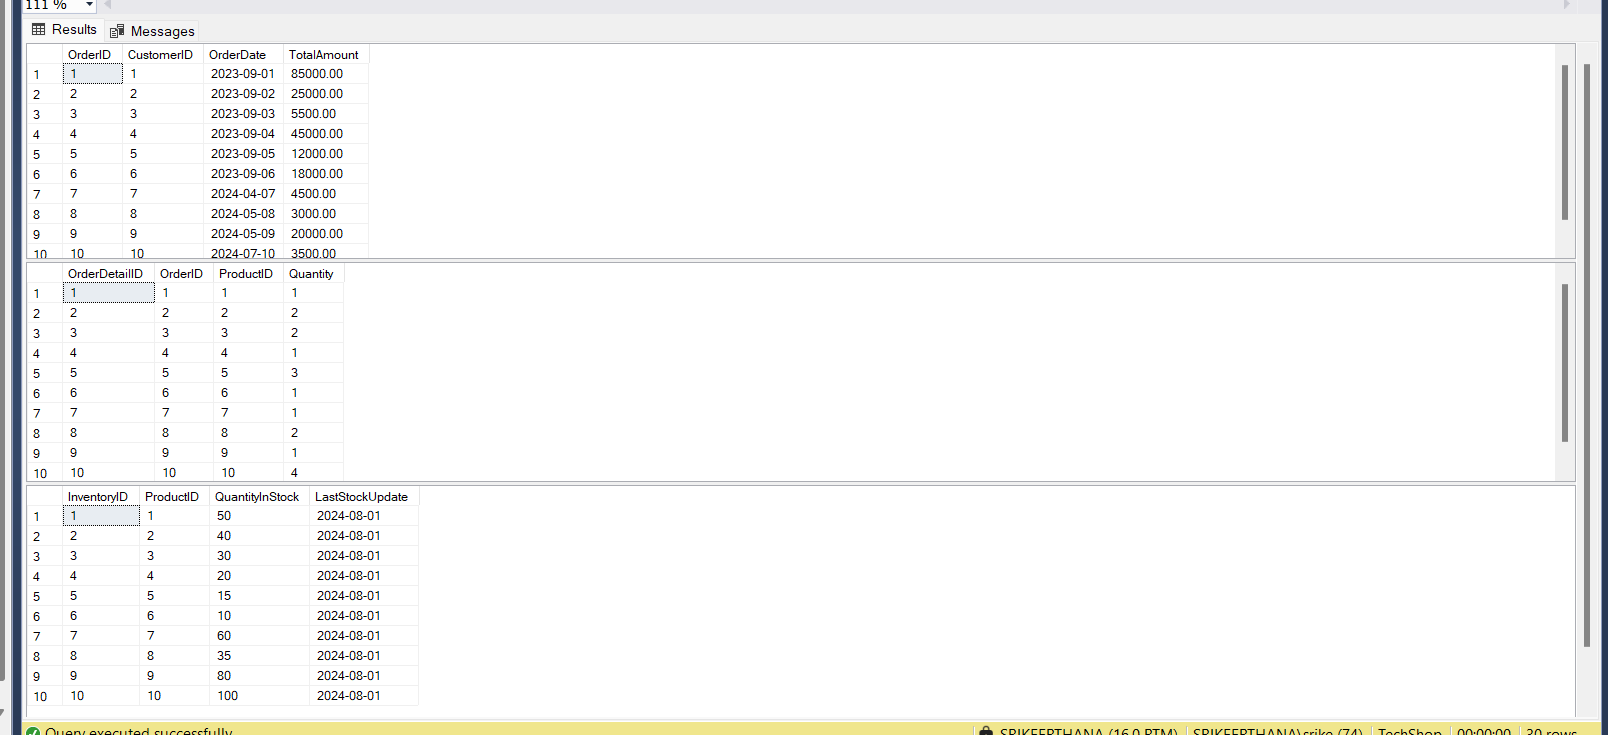 111 %
Results Messages
OrderID CustomerID OrderDate TotalAmount
1 1 1 2023-09-01 85000.00
2 2 2 2023-09-02 25000.00
3 3 3 2023-09-03 5500.00
4 4 4 2023-09-04 45000.00
5 5 5 2023-09-05 12000.00
6 6 6 2023-09-06 18000.00
7 7 7 2024-04-07 4500.00
8 8 8 2024-05-08 3000.00
9 9 9 2024-05-09 20000.00
10 10 10 2024-07-10 3500.00
OrderDetailID OrderID ProductID Quantity
1 1 1 1 1
2 2 2 2 2
3 3 3 3 2
4 4 4 4 1
5 5 5 5 3
6 6 6 6 1
7 7 7 7 1
8 8 8 8 2
9 9 9 9 1
10 10 10 10 4
InventoryID ProductID QuantityInStock LastStockUpdate
1 1 1 50 2024-08-01
2 2 2 40 2024-08-01
3 3 3 30 2024-08-01
4 4 4 20 2024-08-01
5 5 5 15 2024-08-01
6 6 6 10 2024-08-01
7 7 7 60 2024-08-01
8 8 8 35 2024-08-01
9 9 9 80 2024-08-01
10 10 10 100 2024-08-01
Query executed successfully. SRIKEERTHANA (16.0 RTM) SRIKEERTHANA\srike (74) TechShop 00:00:00 30 rows